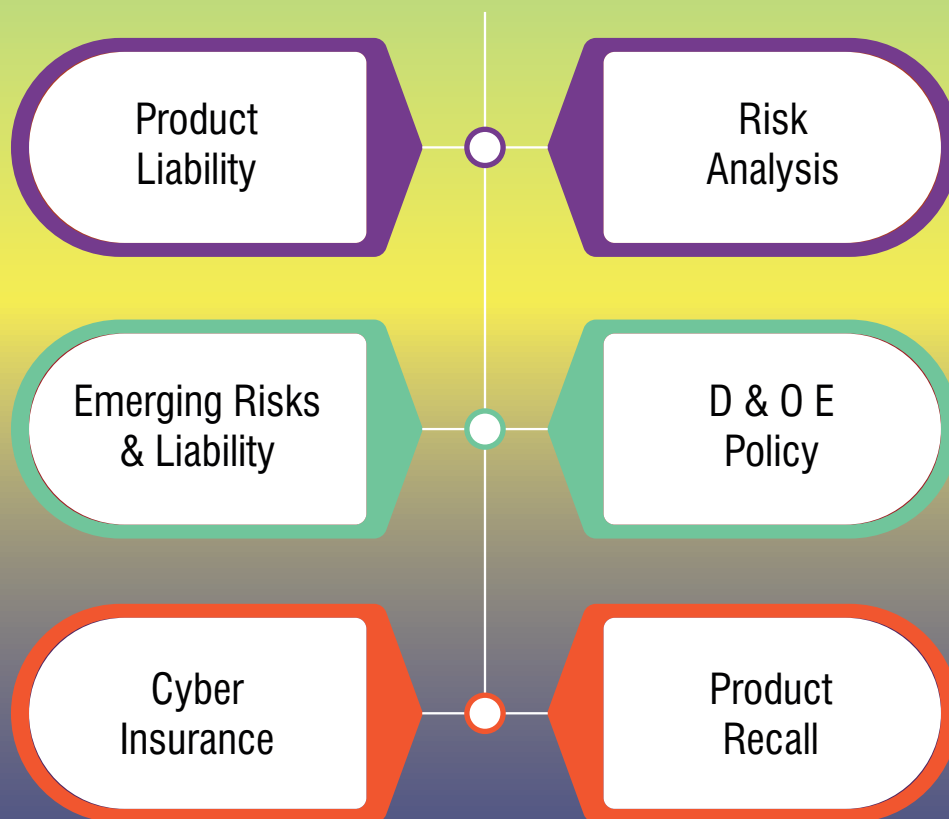 Product
Liability
Risk
Analysis
Emerging Risks
& Liability
D & O E
Policy
Cyber
Insurance
Product
Recall